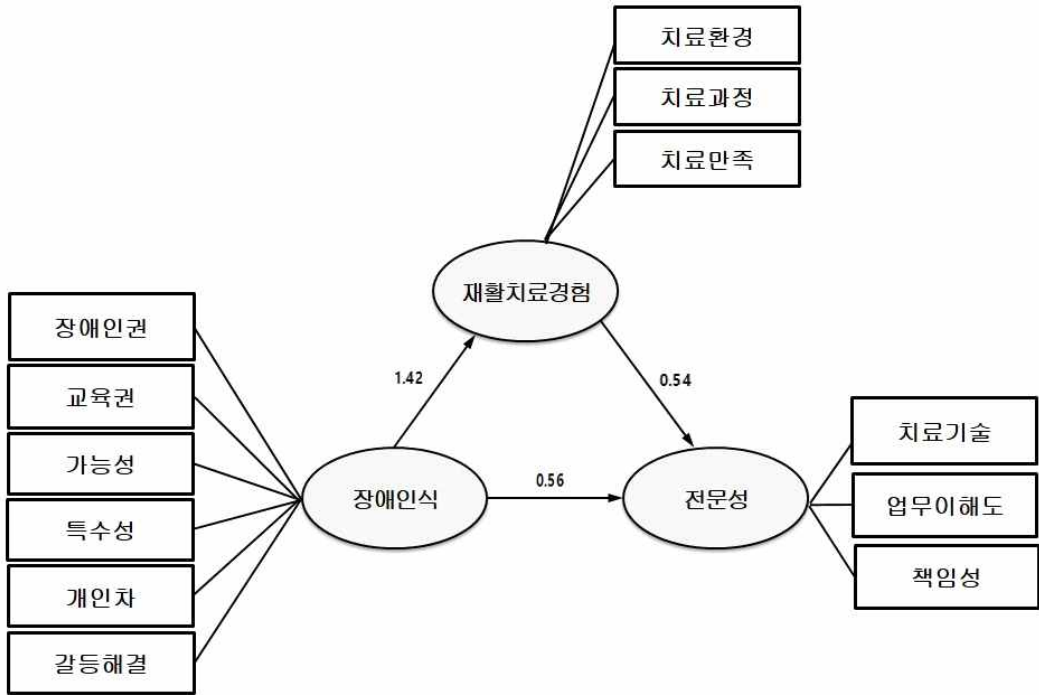 치료환경
치료과정
치료만족
재활치료경험
장애인권
교육권
가능성
특수성
개인차
갈등해결
1.42
0.54
장애인식
0.56
전문성
치료기술
업무이해도
책임성